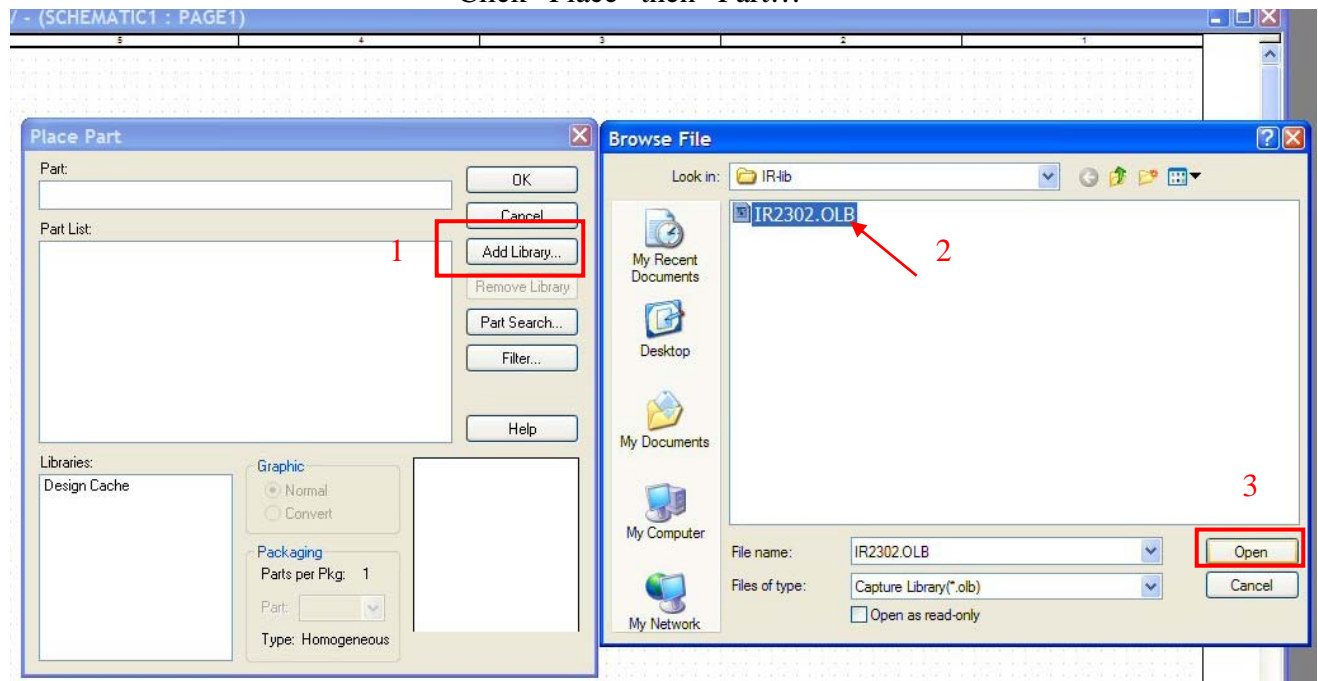 Click "Place" then "Part...
/ - (SCHEMATIC1 : PAGE1)
5 4 3 2 1
Place Part
Part:
OK
Cancel
Part List:
1
Add Library...
Remove Library
Part Search...
Filter...
Help
Libraries:
Design Cache
Graphic
Normal
Convert
Packaging
Parts per Pkg: 1
Part:
Type: Homogeneous
Browse File
Look in:
IR-lib
IR2302.OLB
2
My Recent
Documents
Desktop
My Documents
My Computer
My Network
3
File name:
IR2302.OLB
Open
Files of type:
Capture Library(*.olb)
Cancel
Open as read-only